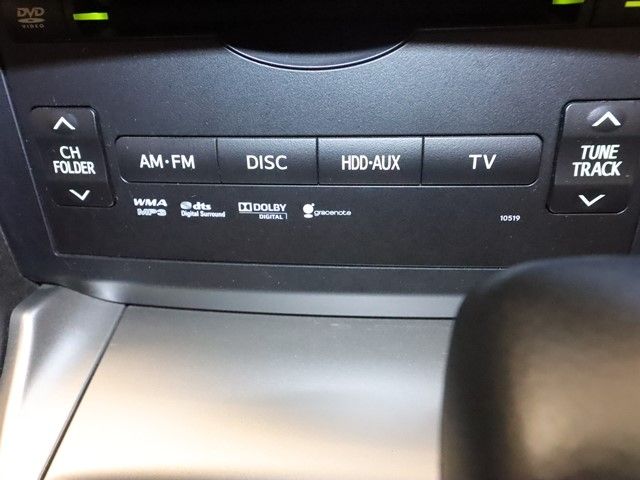 DVD
VIDEO
CH
FOLDER
AM·FM
DISC
HDD·AUX
TV
TUNE
TRACK
WMA
MP3
dts
Digital Surround
DOLBY
DIGITAL
gracenote
10519